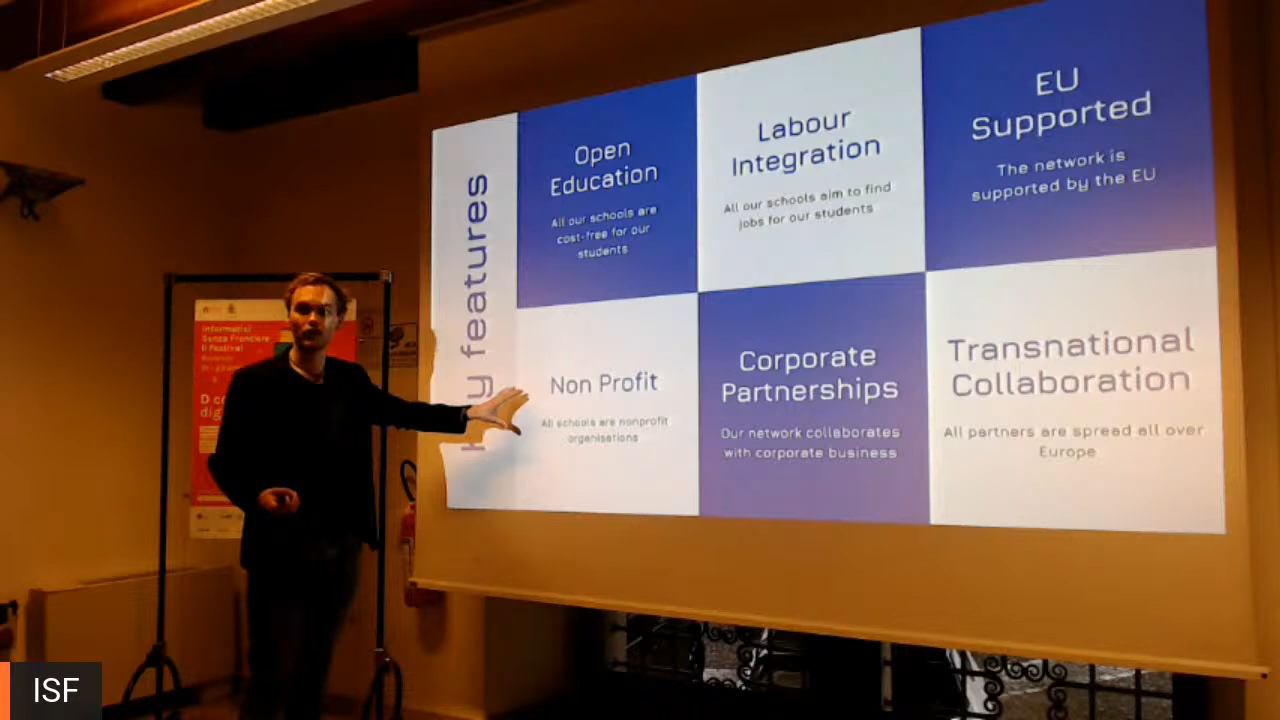 Key features
Open
Education
All our schools are
cost-free for our
students
Labour
Integration
All our schools aim to find
jobs for our students
EU
Supported
The network is
supported by the EU
Non Profit
All schools are nonprofit
organisations
Corporate
Partnerships
Our network collaborates
with corporate business
Transnational
Collaboration
All partners are spread all over
Europe
Informatici
Senza Frontiere
Il Festival
ISF